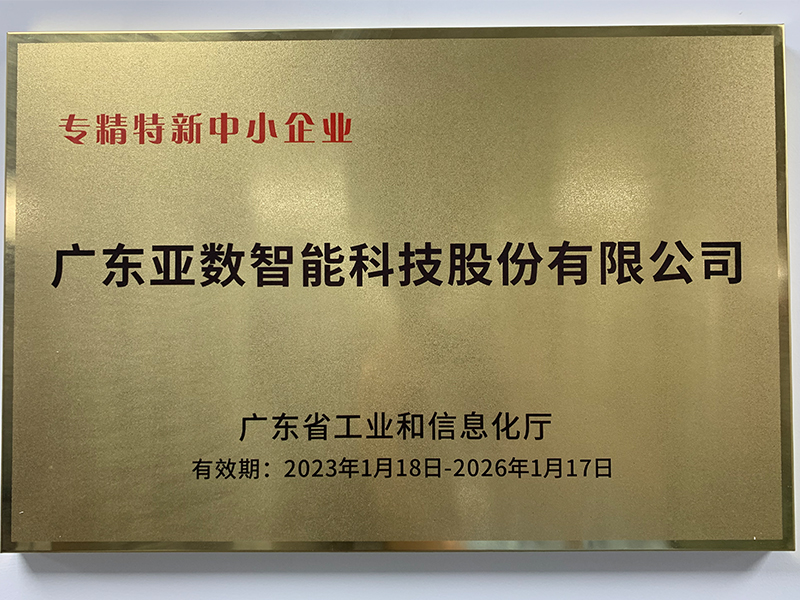 专精特新中小企业
广东亚数智能科技股份有限公司
广东省工业和信息化厅
有效期：2023年1月18日-2026年1月17日